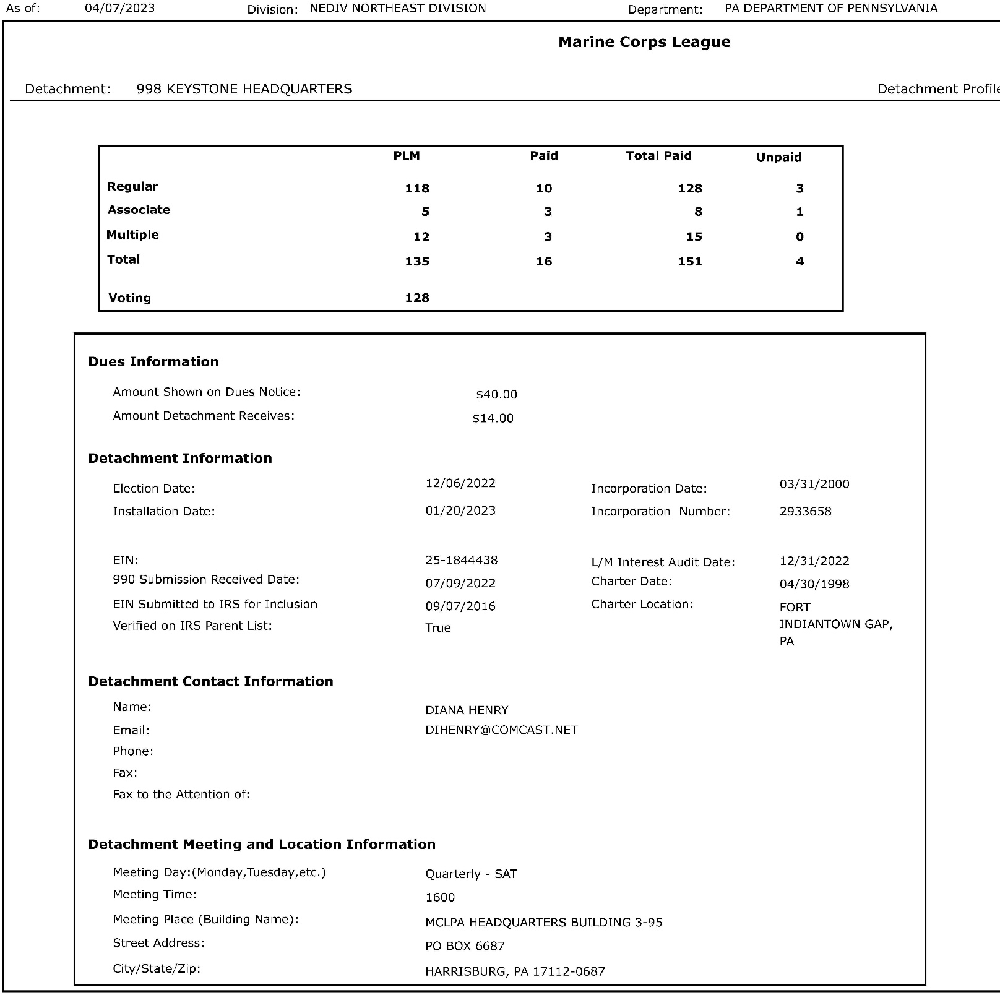 As of: 04/07/2023 Division: NEDIV NORTHEAST DIVISION Department: PA DEPARTMENT OF PENNSYLVANIA
Marine Corps League
Detachment: 998 KEYSTONE HEADQUARTERS Detachment Profile
PLM Paid Total Paid Unpaid
Regular 118 10 128 3
Associate 5 3 8 1
Multiple 12 3 15 0
Total 135 16 151 4
Voting 128
Dues Information
Amount Shown on Dues Notice: $40.00
Amount Detachment Receives: $14.00
Detachment Information
Election Date: 12/06/2022 Incorporation Date: 03/31/2000
Installation Date: 01/20/2023 Incorporation Number: 2933658
EIN: 25-1844438 L/M Interest Audit Date: 12/31/2022
990 Submission Received Date: 07/09/2022 Charter Date: 04/30/1998
EIN Submitted to IRS for Inclusion 09/07/2016 Charter Location: FORT
Verified on IRS Parent List: True INDIANTOWN GAP,
PA
Detachment Contact Information
Name: DIANA HENRY
Email: DIHENRY@COMCAST.NET
Phone:
Fax:
Fax to the Attention of:
Detachment Meeting and Location Information
Meeting Day:(Monday,Tuesday,etc.) Quarterly - SAT
Meeting Time: 1600
Meeting Place (Building Name): MCLPA HEADQUARTERS BUILDING 3-95
Street Address: PO BOX 6687
City/State/Zip: HARRISBURG, PA 17112-0687